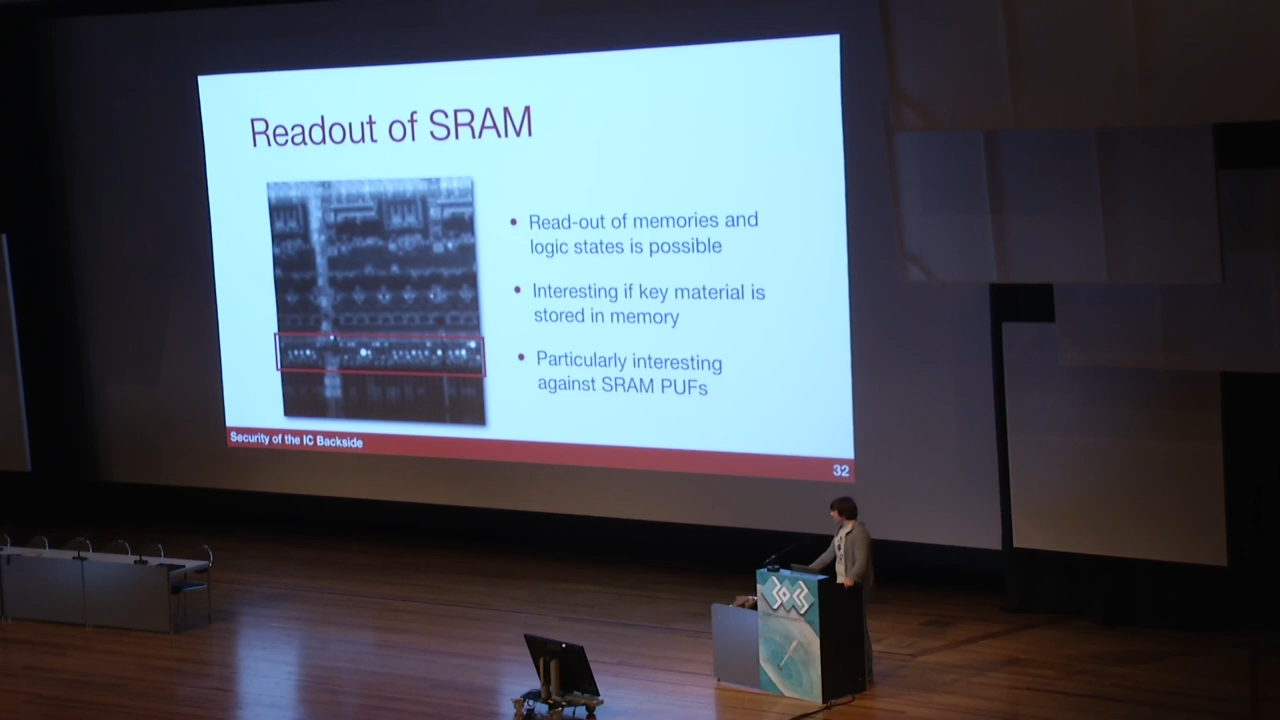 Readout of SRAM
• Read-out of memories and
logic states is possible
• Interesting if key material is
stored in memory
• Particularly interesting
against SRAM PUFs
Security of the IC Backside
32
30C3